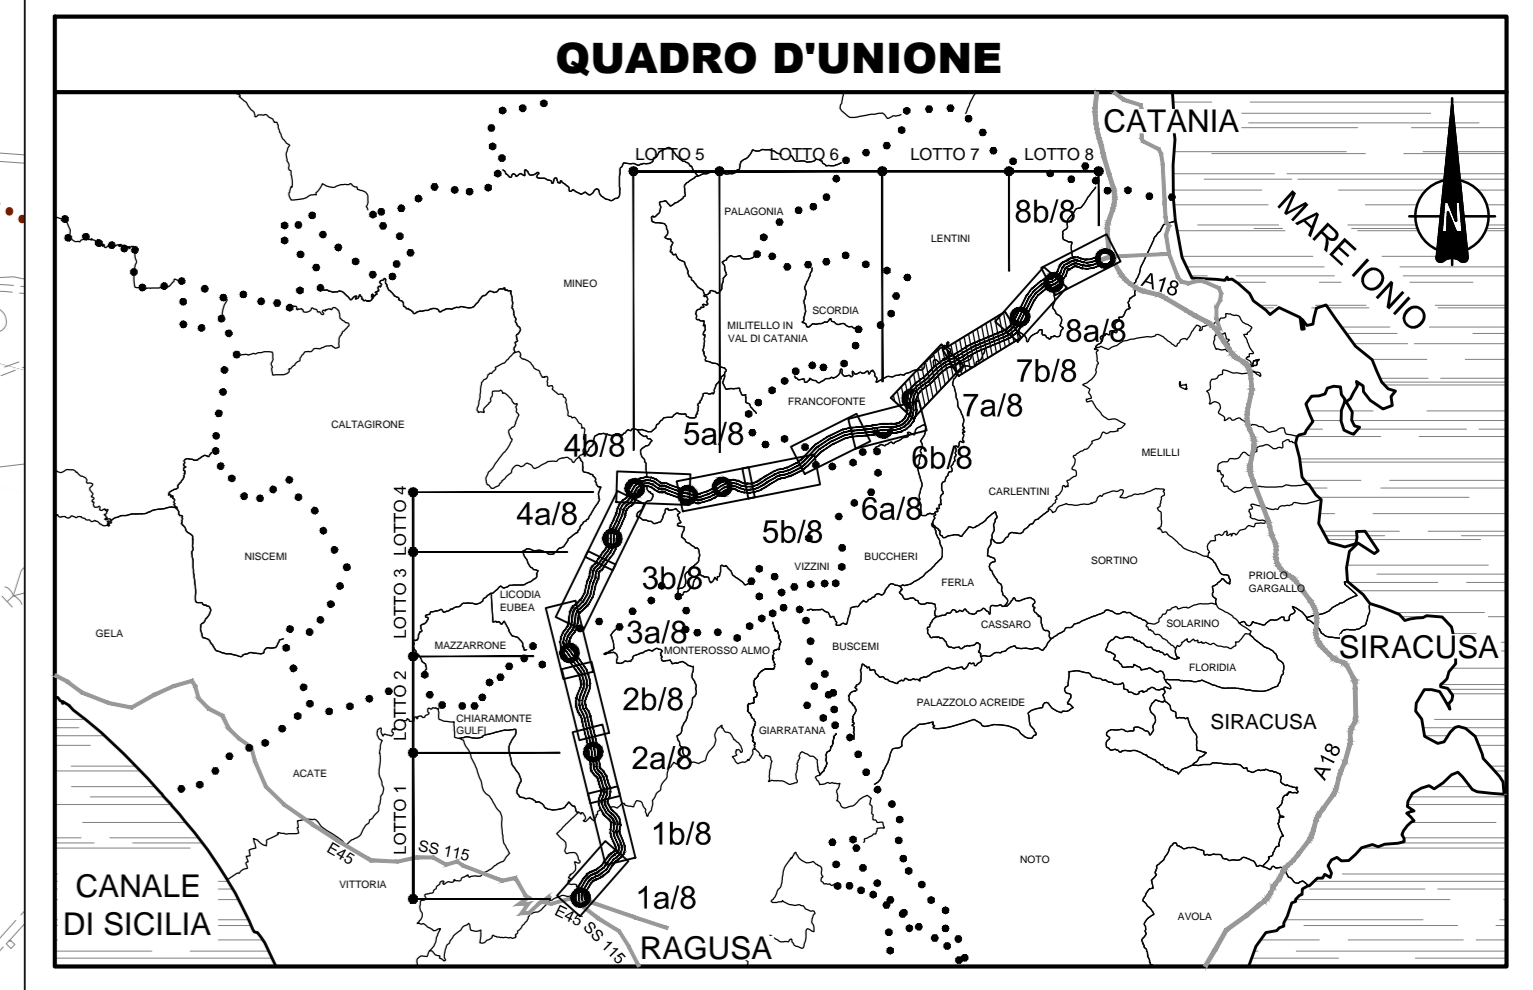 QUADRO D'UNIONE
CATANIA
LOTTO 5
LOTTO 6
LOTTO 7
LOTTO 8
N
MARE IONIO
PALAGONIA
8b/8
LENTINI
MINEO
A18
SCORDIA
MILITELLO IN
VAL DI CATANIA
8a/8
7b/8
FRANCOFONTE
7a/8
CALTAGIRONE
4b/8
5a/8
6b/8
MELILLI
CARLENTINI
LOTTO 4
4a/8
6a/8
5b/8
NISCEMI
BUCCHERI
VIZZINI
SORTINO
3b/8
FERLA
PRIOLO
GARGALLO
LOTTO 3
LICODIA
EUBEA
GELA
3a/8
CASSARO
SOLARINO
MAZZARRONE
MONTEROSSO ALMO
BUSCEMI
SIRACUSA
FLORIDIA
LOTTO 2
2b/8
PALAZZOLO ACREIDE
CHIARAMONTE
GULFI
GIARRATANA
SIRACUSA
2a/8
A18
ACATE
LOTTO 1
1b/8
E45
SS 115
NOTO
VITTORIA
CANALE
DI SICILIA
1a/8
E45 SS 115
AVOLA
RAGUSA